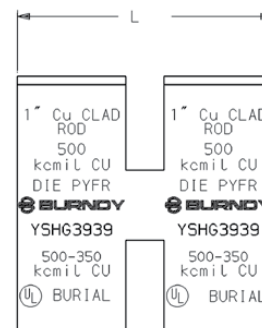 L
1" Cu CLAD
ROD
500
kcmil CU
DIE PYFR
BURNDY
YSHG3939
500-350
kcmil CU
UL BURIAL
1" Cu CLAD
ROD
500
kcmil CU
DIE PYFR
BURNDY
YSHG3939
500-350
kcmil CU
UL BURIAL